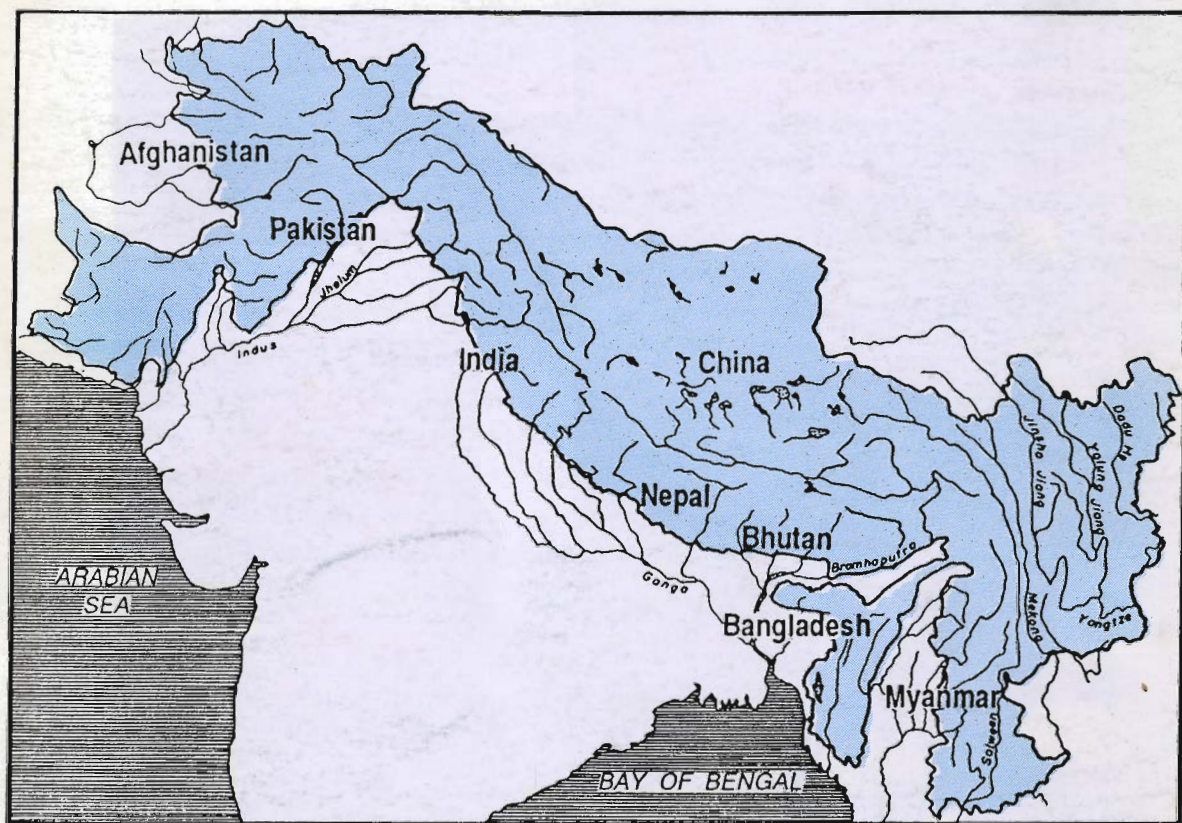 Afghanistan
Pakistan
Jhelum
Indus
India
China
Jinsha Jiang
Yalung Jiang
Dadu He
Nepal
Bhutan
Bramhaputra
Ganga
ARABIAN
SEA
Bangladesh
Mekong
Yangtze
Myanmar
Salween
BAY OF BENGAL